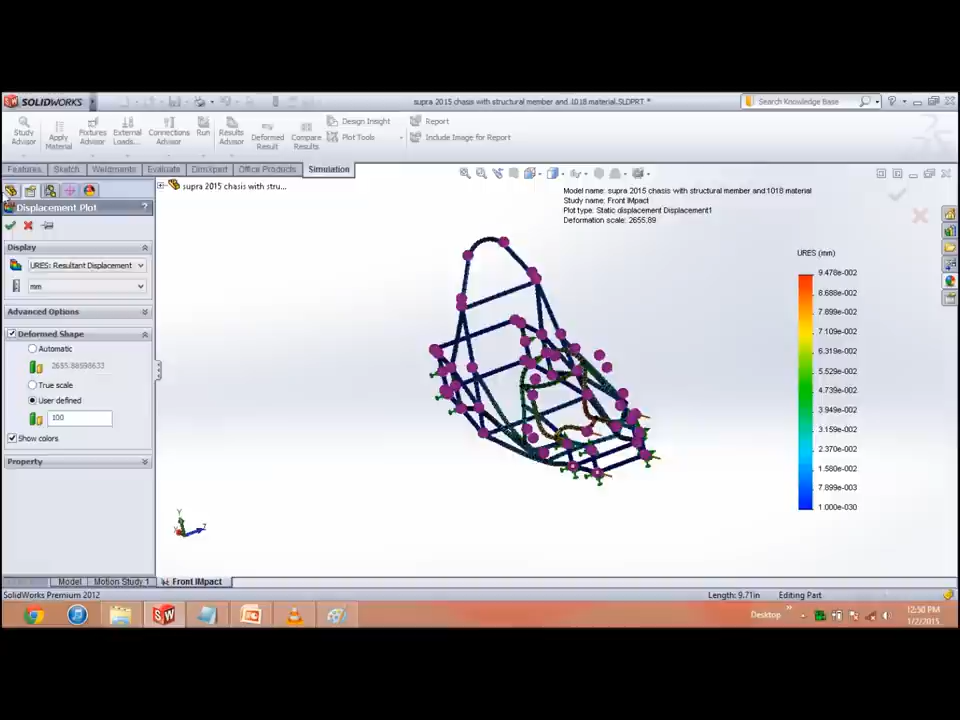 SOLIDWORKS
supra 2015 chasis with structural member and 1018 material.SLDPRT *
Search Knowledge Base
Study Advisor
Apply Material
Fixtures Advisor
External Loads...
Connections Advisor
Run
Results Advisor
Deformed Result
Compare Results
Design Insight
Plot Tools
Report
Include Image for Report
Features
Sketch
Weldments
Evaluate
DimXpert
Office Products
Simulation
supra 2015 chasis with stru...
Displacement Plot
?
Display
URES: Resultant Displacement
mm
Advanced Options
Deformed Shape
Automatic
2655.88598633
True scale
User defined
100
Show colors
Property
Model name: supra 2015 chasis with structural member and 1018 material
Study name: Front IMpact
Plot type: Static displacement Displacement1
Deformation scale: 2655.89
URES (mm)
9.478e-002
8.688e-002
7.899e-002
7.109e-002
6.319e-002
5.529e-002
4.739e-002
3.949e-002
3.159e-002
2.370e-002
1.580e-002
7.899e-003
1.000e-030
Y
Z
Model
Motion Study 1
Front IMpact
SolidWorks Premium 2012
Length: 9.71in
Editing Part
Desktop
12:50 PM
1/2/2015